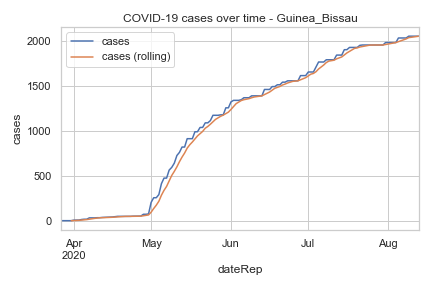 COVID-19 cases over time - Guinea_Bissau
cases
cases (rolling)
2000
1500
1000
500
0
cases
Apr
2020
May
Jun
Jul
Aug
dateRep